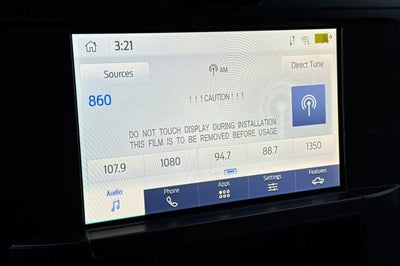 3:21
Sources
AM
Direct Tune
860
!!!CAUTION!!!
DO NOT TOUCH DISPLAY DURING INSTALLATION
THIS FILM IS TO BE REMOVED BEFORE USAGE
107.9 1080 94.7 88.7 1350
Audio Phone Apps Settings Features